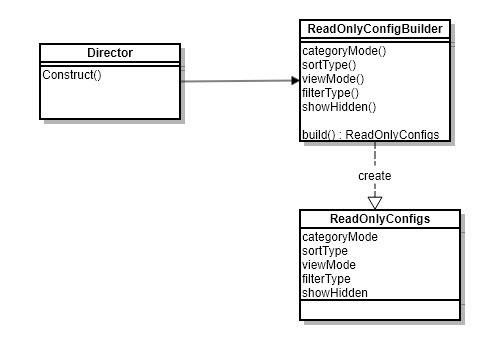 Director
Construct()
ReadOnlyConfigBuilder
categoryMode()
sortType()
viewMode()
filterType()
showHidden()
build() : ReadOnlyConfigs
create
ReadOnlyConfigs
categoryMode
sortType
viewMode
filterType
showHidden